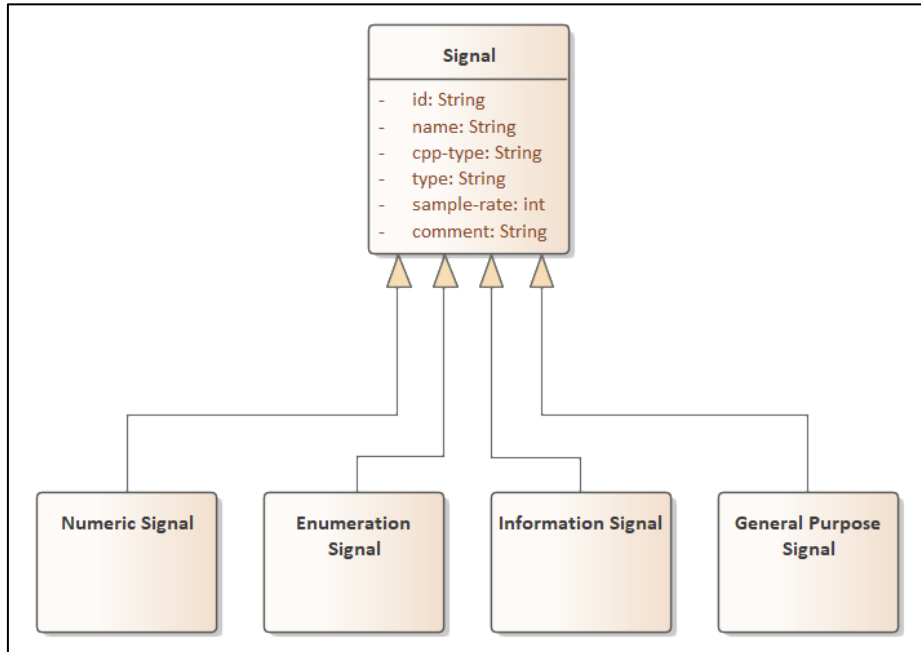 Signal
- id: String
- name: String
- cpp-type: String
- type: String
- sample-rate: int
- comment: String
Numeric Signal
Enumeration
Signal
Information Signal
General Purpose
Signal